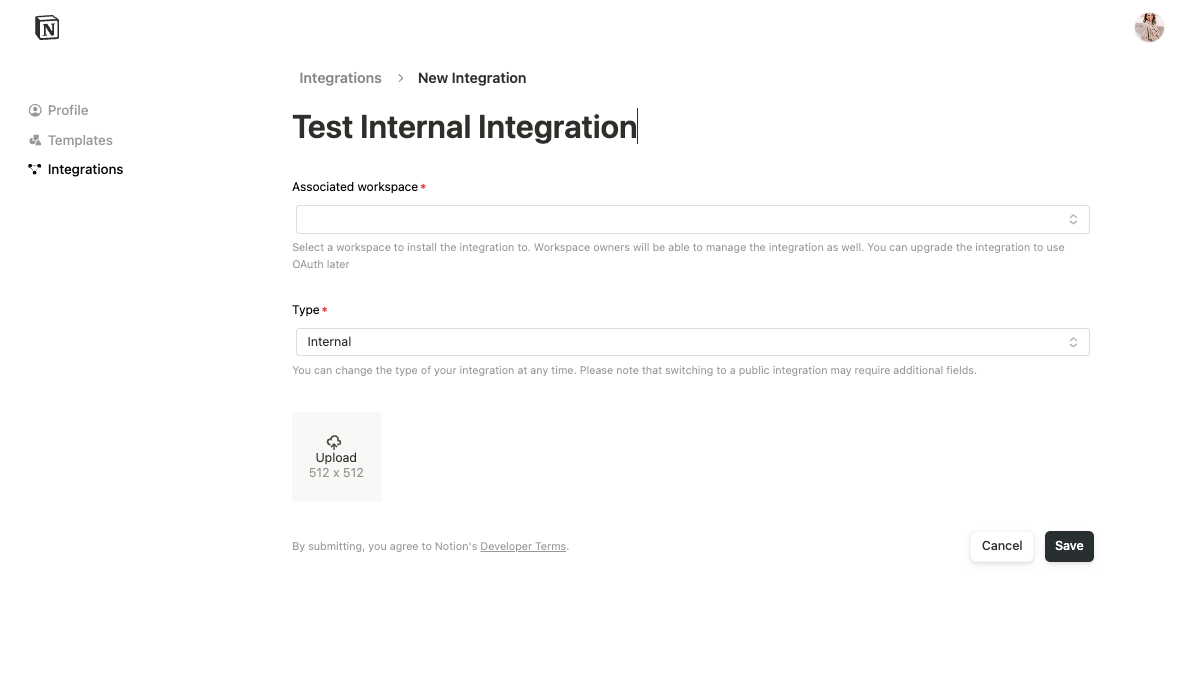 N
Integrations > New Integration
Profile
Test Internal Integration
Templates
Integrations
Associated workspace*
Select a workspace to install the integration to. Workspace owners will be able to manage the integration as well. You can upgrade the integration to use
OAuth later
Type*
Internal
You can change the type of your integration at any time. Please note that switching to a public integration may require additional fields.
Upload
512 x 512
By submitting, you agree to Notion's Developer Terms.
Cancel
Save